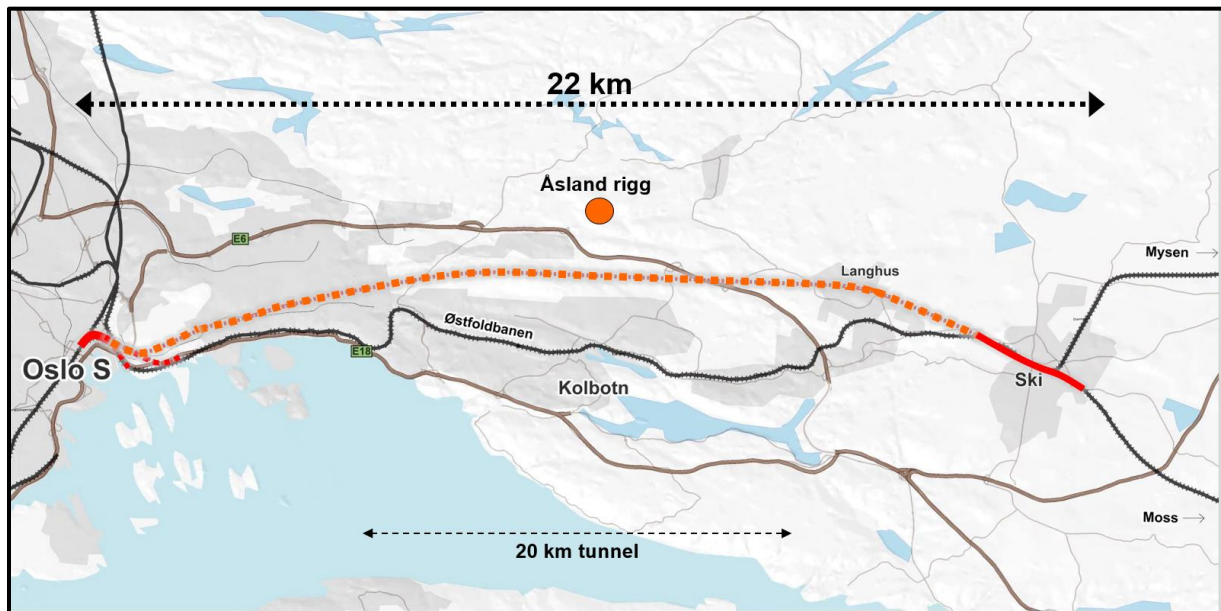 22 km
Åsland rigg
E6
Mysen
Langhus
Østfoldbanen
E18
Oslo S
Ski
Kolbotn
Moss
20 km tunnel